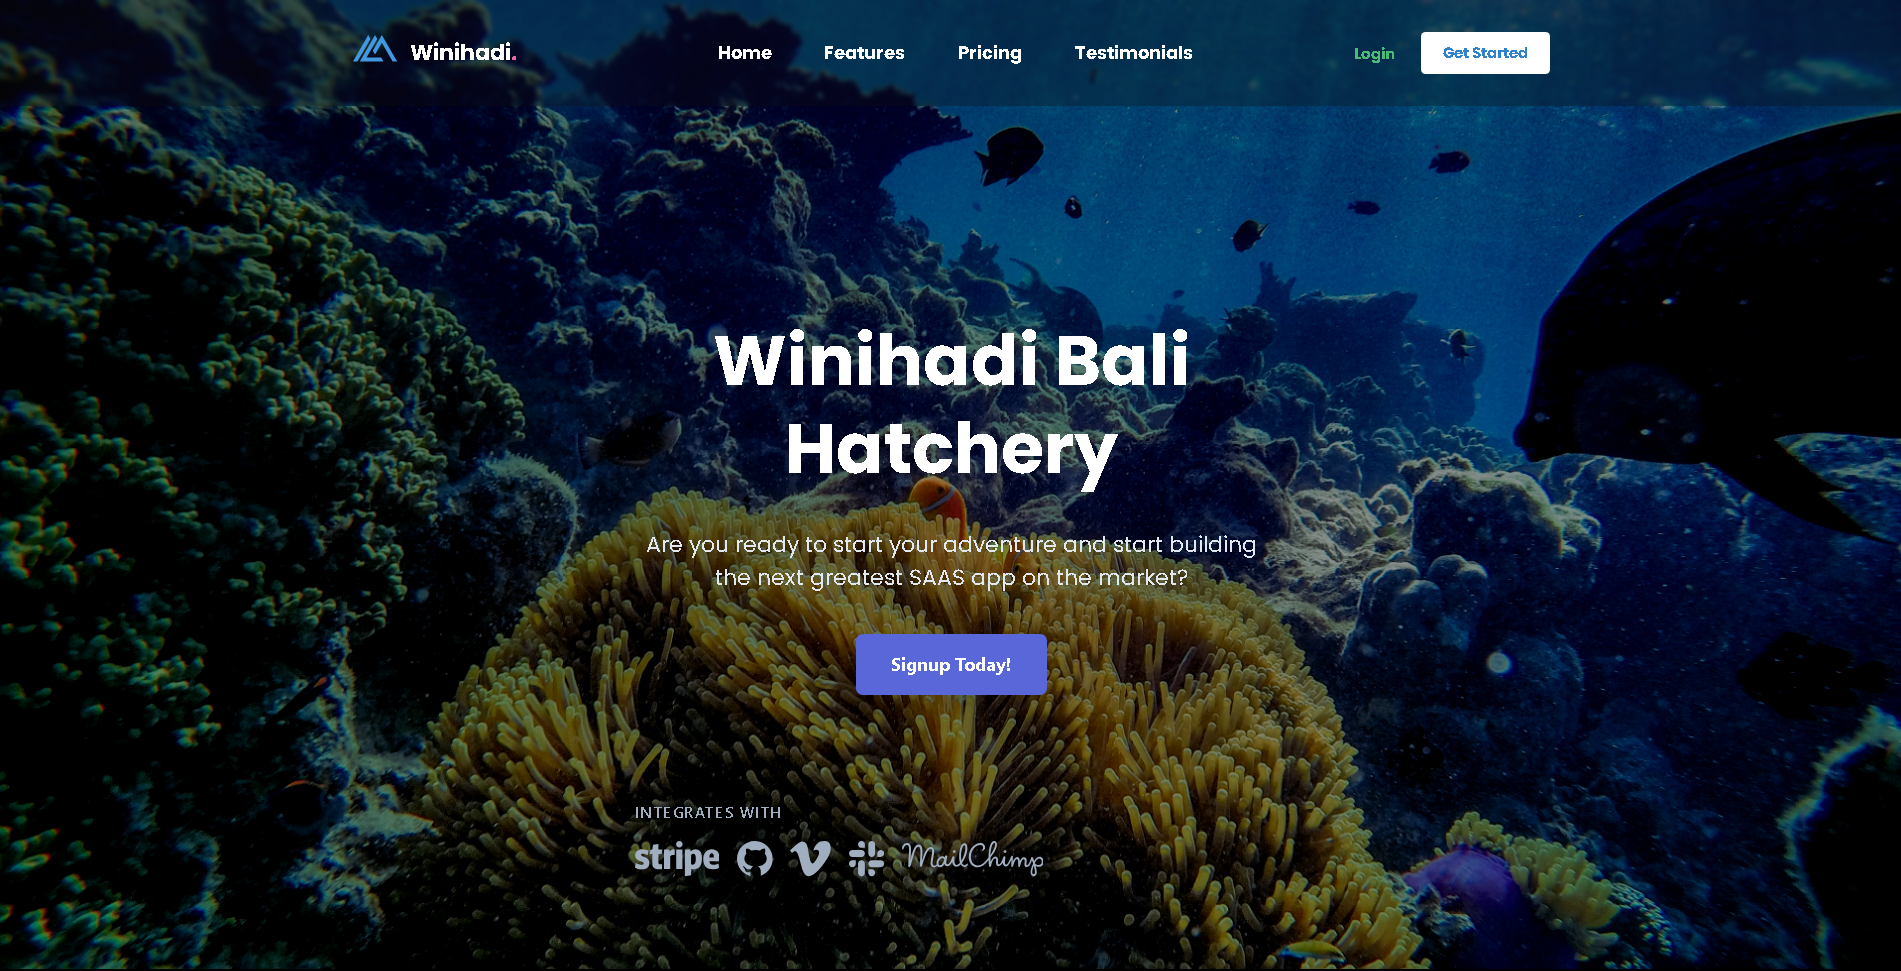 Winihadi.
Home
Features
Pricing
Testimonials
Login
Get Started
Winihadi Bali
Hatchery
Are you ready to start your adventure and start building
the next greatest SAAS app on the market?
Signup Today!
INTEGRATES WITH
stripe
MailChimp